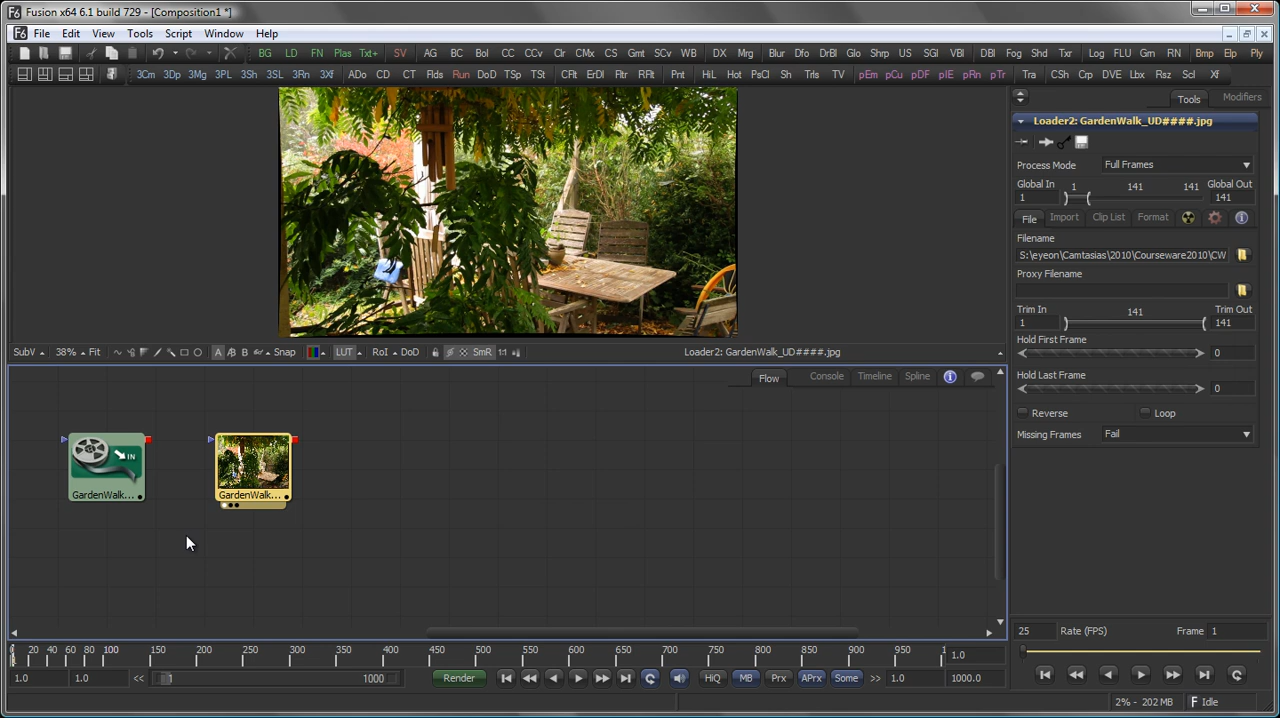 Fusion x64 6.1 build 729 - [Composition1 *]
File Edit View Tools Script Window Help
BG LD FN Plas Txt+ SV AG BC Bol CC CCv Clr CMx CS Gmt SCv WB DX Mrg Blur Dfo DrBl Glo Shrp US SGl VBl DBl Fog Shd Txr Log FLU Gm RN Bmp Elp Ply
3Cm 3Dp 3Mg 3PL 3Sh 3SL 3Rn 3Xf ADo CD CT Flds Run DoD TSp TSt CFlt ErDl Fltr RFlt Pnt HiL Hot PsCl Sh Trls TV pEm pCu pDF pIE pRn pTr Tra CSh Crp DVE Lbx Rsz Scl Xf
Tools Modifiers
Loader2: GardenWalk_UD####.jpg
Process Mode Full Frames
Global In 1 141 141 Global Out
1 141
File Import Clip List Format
Filename
S:\eyeon\Camtasias\2010\Courseware2010\CW
Proxy Filename
Trim In 141 Trim Out
1 141
Hold First Frame
0
Hold Last Frame
0
Reverse Loop
Missing Frames Fail
SubV 38% Fit A B Snap LUT RoI DoD SmR 1:1 Loader2: GardenWalk_UD####.jpg
Flow Console Timeline Spline
IN
GardenWalk... GardenWalk...
0 20 40 60 80 100 150 200 250 300 350 400 450 500 550 600 650 700 750 800 850 900 950 1.0
1.0 1.0 << 1 1000 Render HiQ MB Prx APrx Some >> 1.0 1000.0
25 Rate (FPS) Frame 1
2% - 202 MB Idle